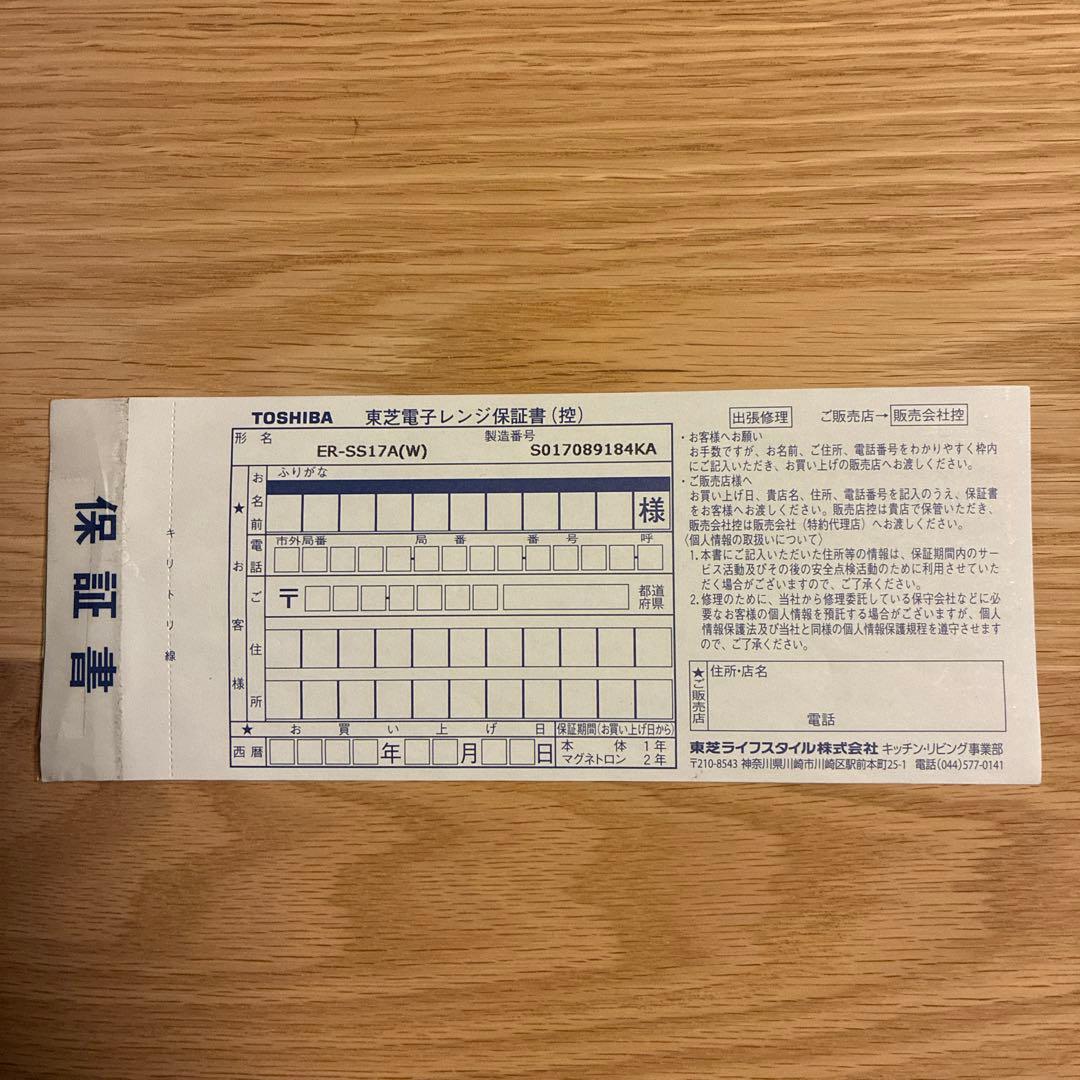 保証書
キリトリ線
TOSHIBA 東芝電子レンジ保証書(控)
形名 製造番号
ER-SS17A(W) S017089184KA
★お客様
お名前
ふりがな
様
電話
市外局番 局番 番号 呼
ご住所
〒 都道府県
★お買い上げ日
西暦 年 月 日
保証期間(お買い上げ日から)
本体 1年
マグネトロン 2年
出張修理 ご販売店→販売会社控
・お客様へお願い
お手数ですが、お名前、ご住所、電話番号をわかりやすく枠内
にご記入いただき、お買い上げの販売店へお渡しください。
・ご販売店様へ
お買い上げ日、貴店名、住所、電話番号を記入のうえ、保証書
をお客様へお渡しください。販売店控は貴店で保管いただき、
販売会社控は販売会社（特約代理店）へお渡しください。
〈個人情報の取扱いについて〉
1.本書にご記入いただいた住所等の情報は、保証期間内のサー
ビス活動及びその後の安全点検活動のために利用させていた
だく場合がございますので、ご了承ください。
2.修理のために、当社から修理委託している保守会社などに必
要なお客様の個人情報を預託する場合がございますが、個人
情報保護法及び当社と同様の個人情報保護規程を遵守させます
ので、ご了承ください。
★ご販売店
住所・店名
電話
東芝ライフスタイル株式会社 キッチン・リビング事業部
〒210-8543 神奈川県川崎市川崎区駅前本町25-1 電話(044)577-0141